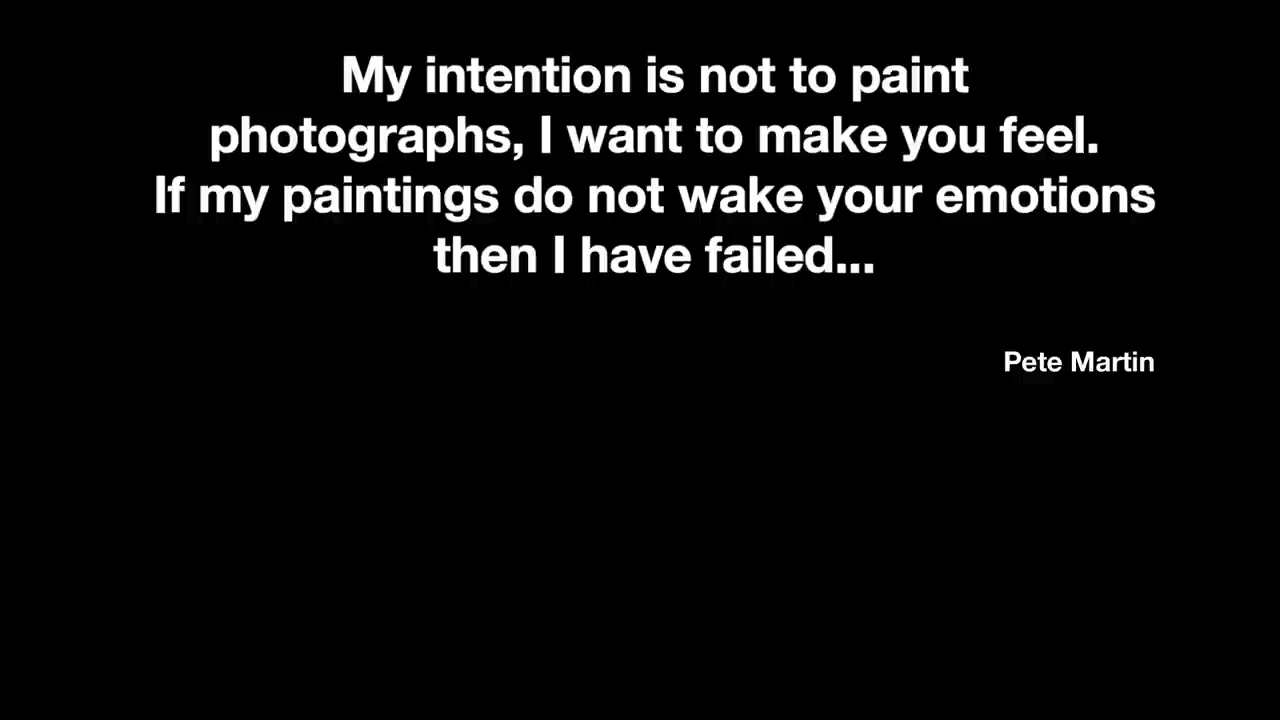 My intention is not to paint
photographs, I want to make you feel.
If my paintings do not wake your emotions
then I have failed...
Pete Martin